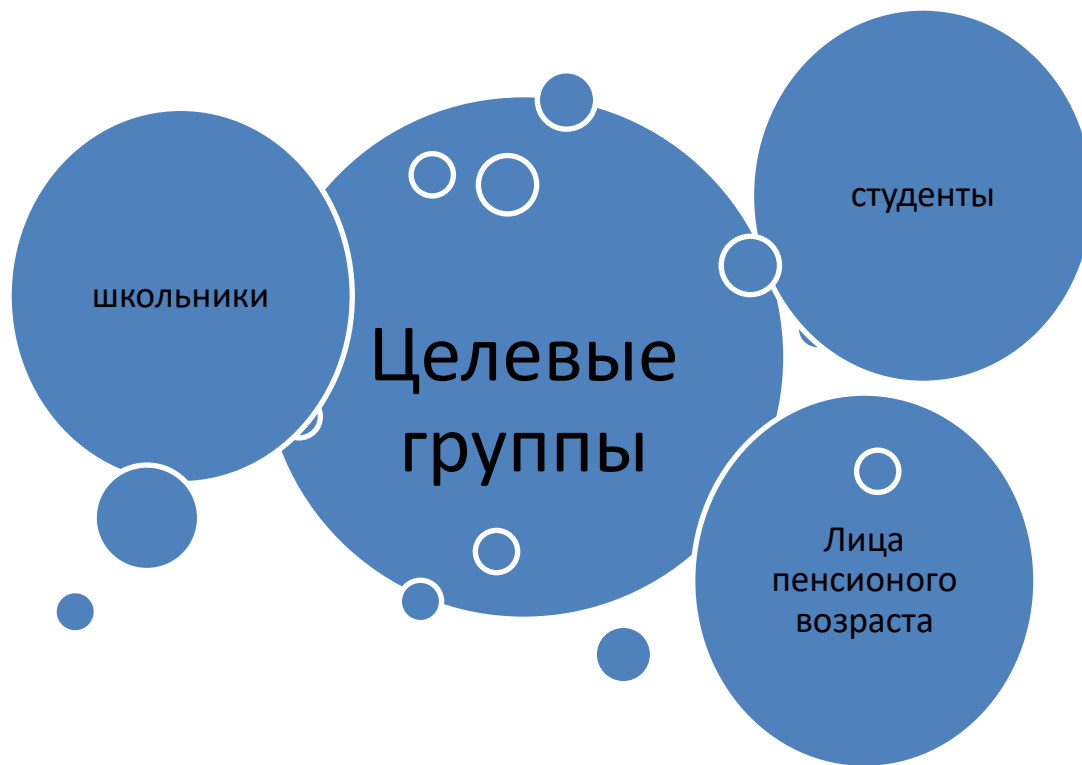 студенты
школьники
Целевые
группы
Лица
пенсионого
возраста